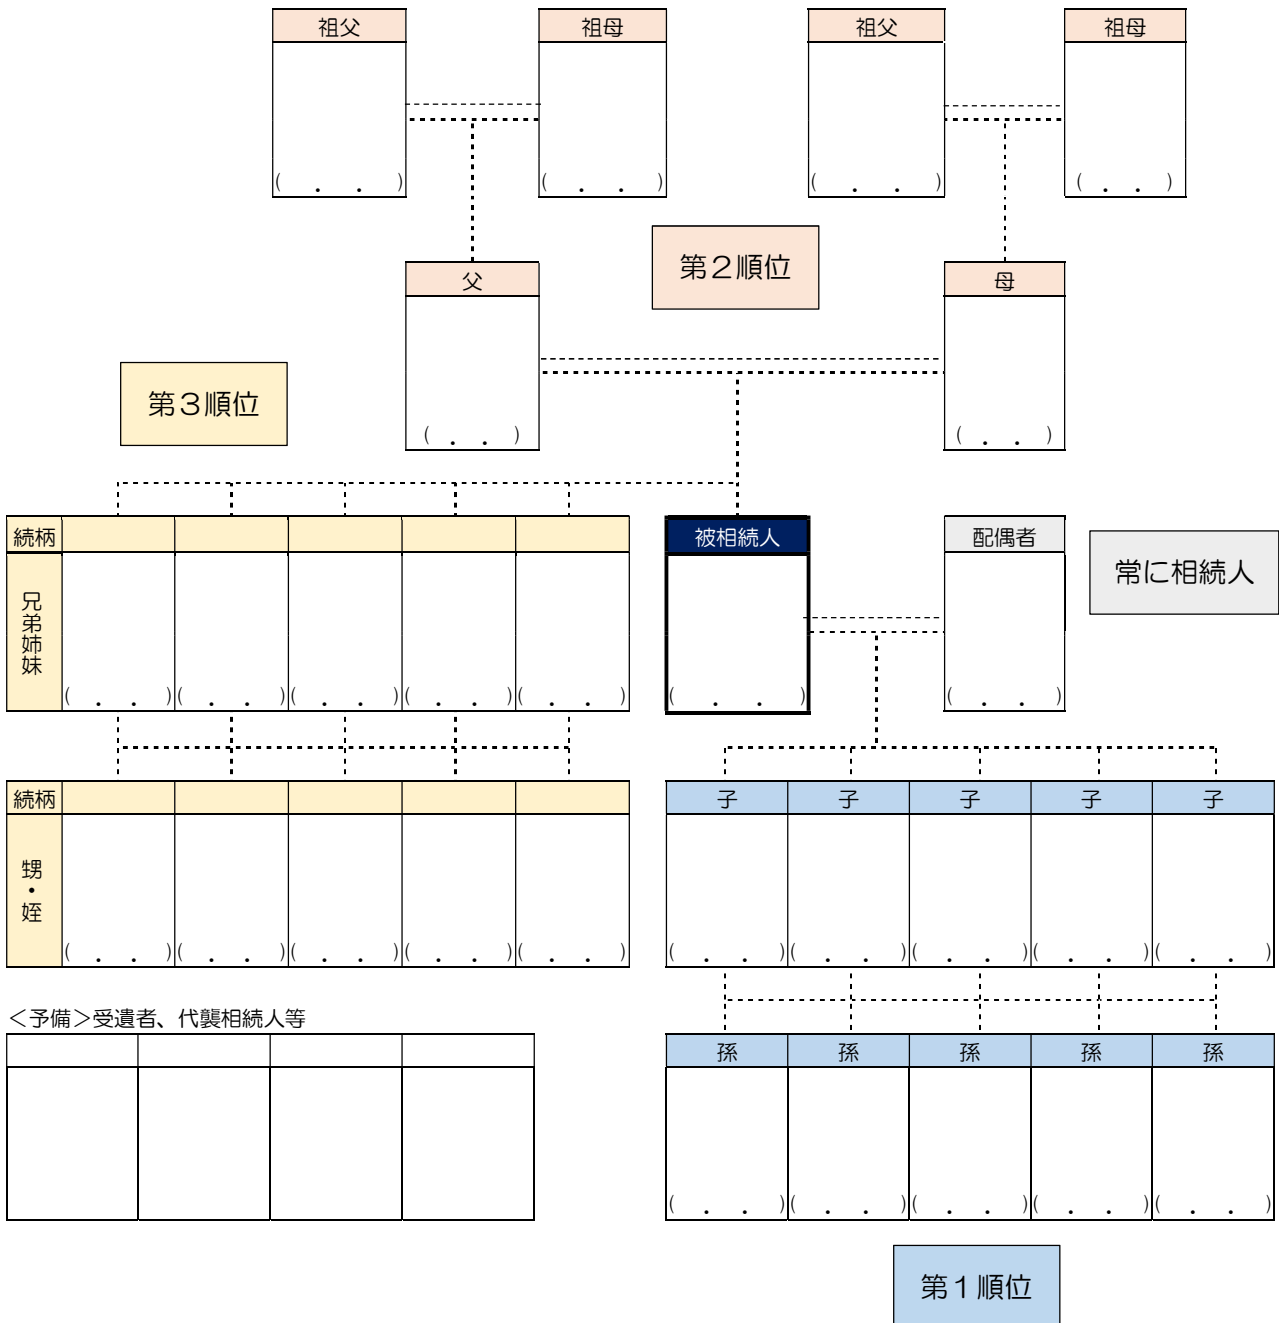 祖父 祖母 祖父 祖母
( . . ) ( . . ) ( . . ) ( . . )
第2順位
父 母
第3順位
( . . ) ( . . )
続柄 被相続人 配偶者
常に相続人
兄弟姉妹
( . . ) ( . . ) ( . . ) ( . . ) ( . . ) ( . . ) ( . . )
続柄 子 子 子 子 子
甥・姪
( . . ) ( . . ) ( . . ) ( . . ) ( . . ) ( . . ) ( . . ) ( . . ) ( . . ) ( . . )
<予備>受遺者、代襲相続人等
孫 孫 孫 孫 孫
( . . ) ( . . ) ( . . ) ( . . ) ( . . )
第1順位